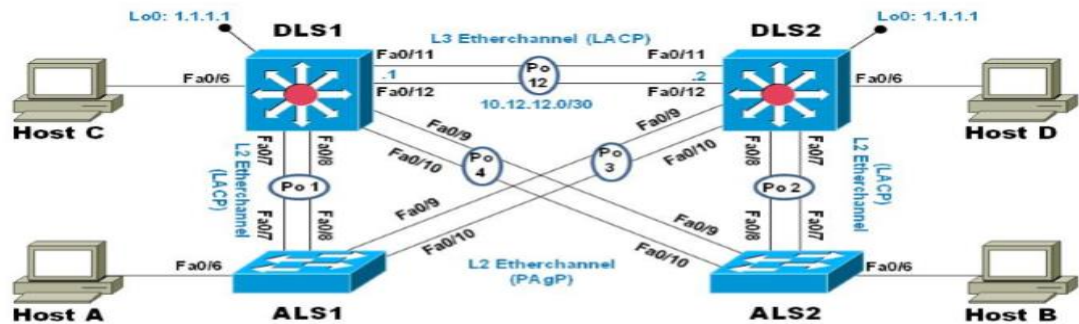 Lo0: 1.1.1.1
Lo0: 1.1.1.1
DLS1
DLS2
L3 Etherchannel (LACP)
Fa0/11
Fa0/11
Fa0/6
.1
Po 12
.2
Fa0/6
Fa0/12
Fa0/12
10.12.12.0/30
Host C
Host D
Fa0/9
Fa0/9
Fa0/7
Fa0/8
Fa0/10
Fa0/10
Fa0/8
Fa0/7
L2 Etherchannel
(LACP)
Po 1
Po 4
Po 3
Po 2
L2 Etherchannel
(LACP)
Fa0/7
Fa0/8
Fa0/9
Fa0/10
Fa0/9
Fa0/10
Fa0/8
Fa0/7
L2 Etherchannel
(PAgP)
Fa0/6
Fa0/6
Host A
ALS1
ALS2
Host B